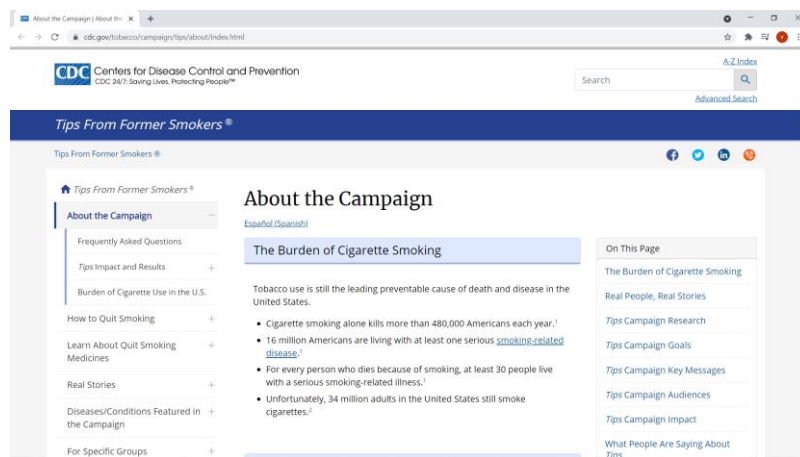 About the Campaign | About the
cdc.gov/tobacco/campaign/tips/about/index.html
A-Z Index
CDC Centers for Disease Control and Prevention
CDC 24/7: Saving Lives, Protecting People™
Search
Advanced Search
Tips From Former Smokers ®
Tips From Former Smokers ®
Tips From Former Smokers ®
About the Campaign
Frequently Asked Questions
Tips Impact and Results
Burden of Cigarette Use in the U.S.
How to Quit Smoking
Learn About Quit Smoking
Medicines
Real Stories
Diseases/Conditions Featured in
the Campaign
For Specific Groups
About the Campaign
Español (Spanish)
The Burden of Cigarette Smoking
Tobacco use is still the leading preventable cause of death and disease in the
United States.
• Cigarette smoking alone kills more than 480,000 Americans each year.¹
• 16 million Americans are living with at least one serious smoking-related
disease.¹
• For every person who dies because of smoking, at least 30 people live
with a serious smoking-related illness.¹
• Unfortunately, 34 million adults in the United States still smoke
cigarettes.²
On This Page
The Burden of Cigarette Smoking
Real People, Real Stories
Tips Campaign Research
Tips Campaign Goals
Tips Campaign Key Messages
Tips Campaign Audiences
Tips Campaign Impact
What People Are Saying About
Tips